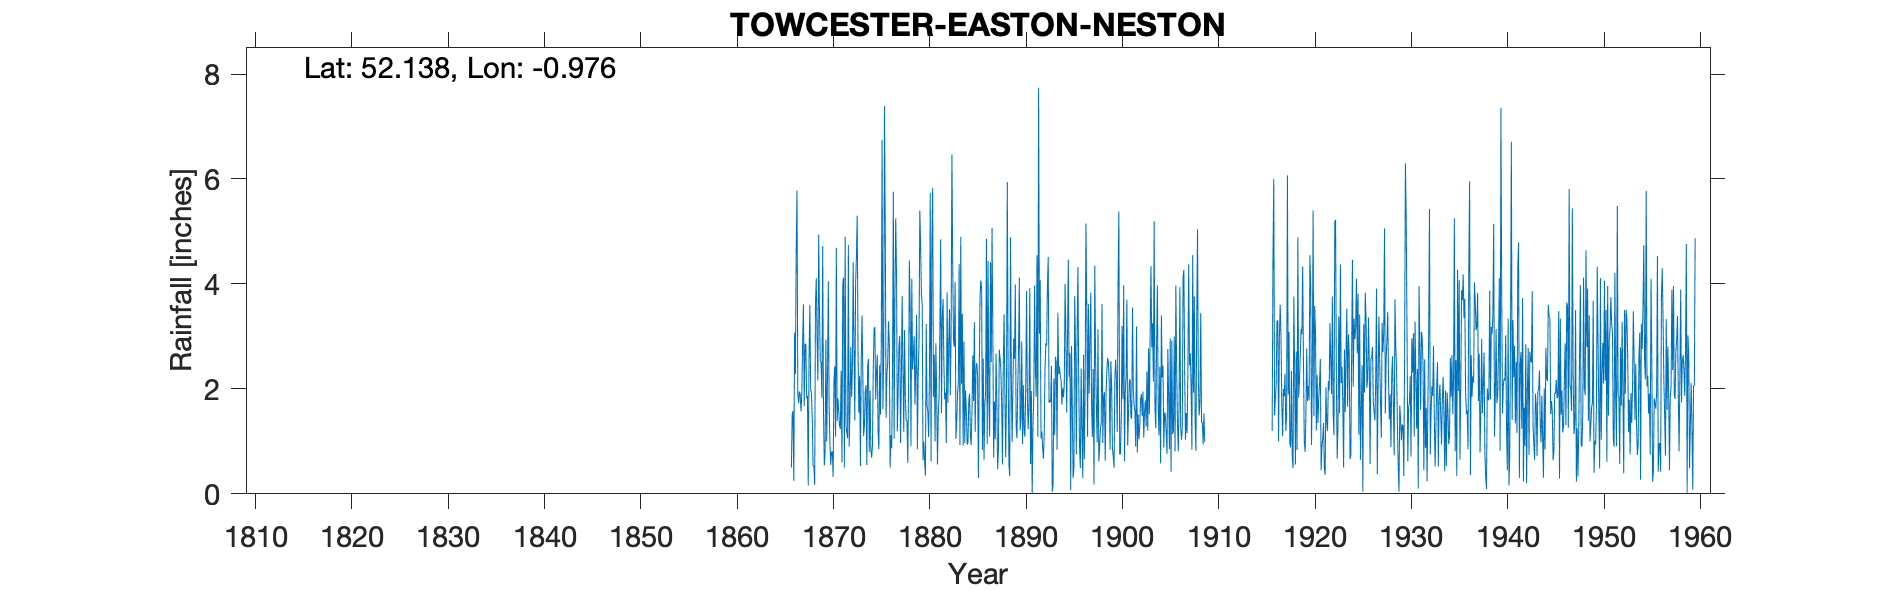 TOWCESTER-EASTON-NESTON
Lat: 52.138, Lon: -0.976
Rainfall [inches]
8
6
4
2
0
1810 1820 1830 1840 1850 1860 1870 1880 1890 1900 1910 1920 1930 1940 1950 1960
Year